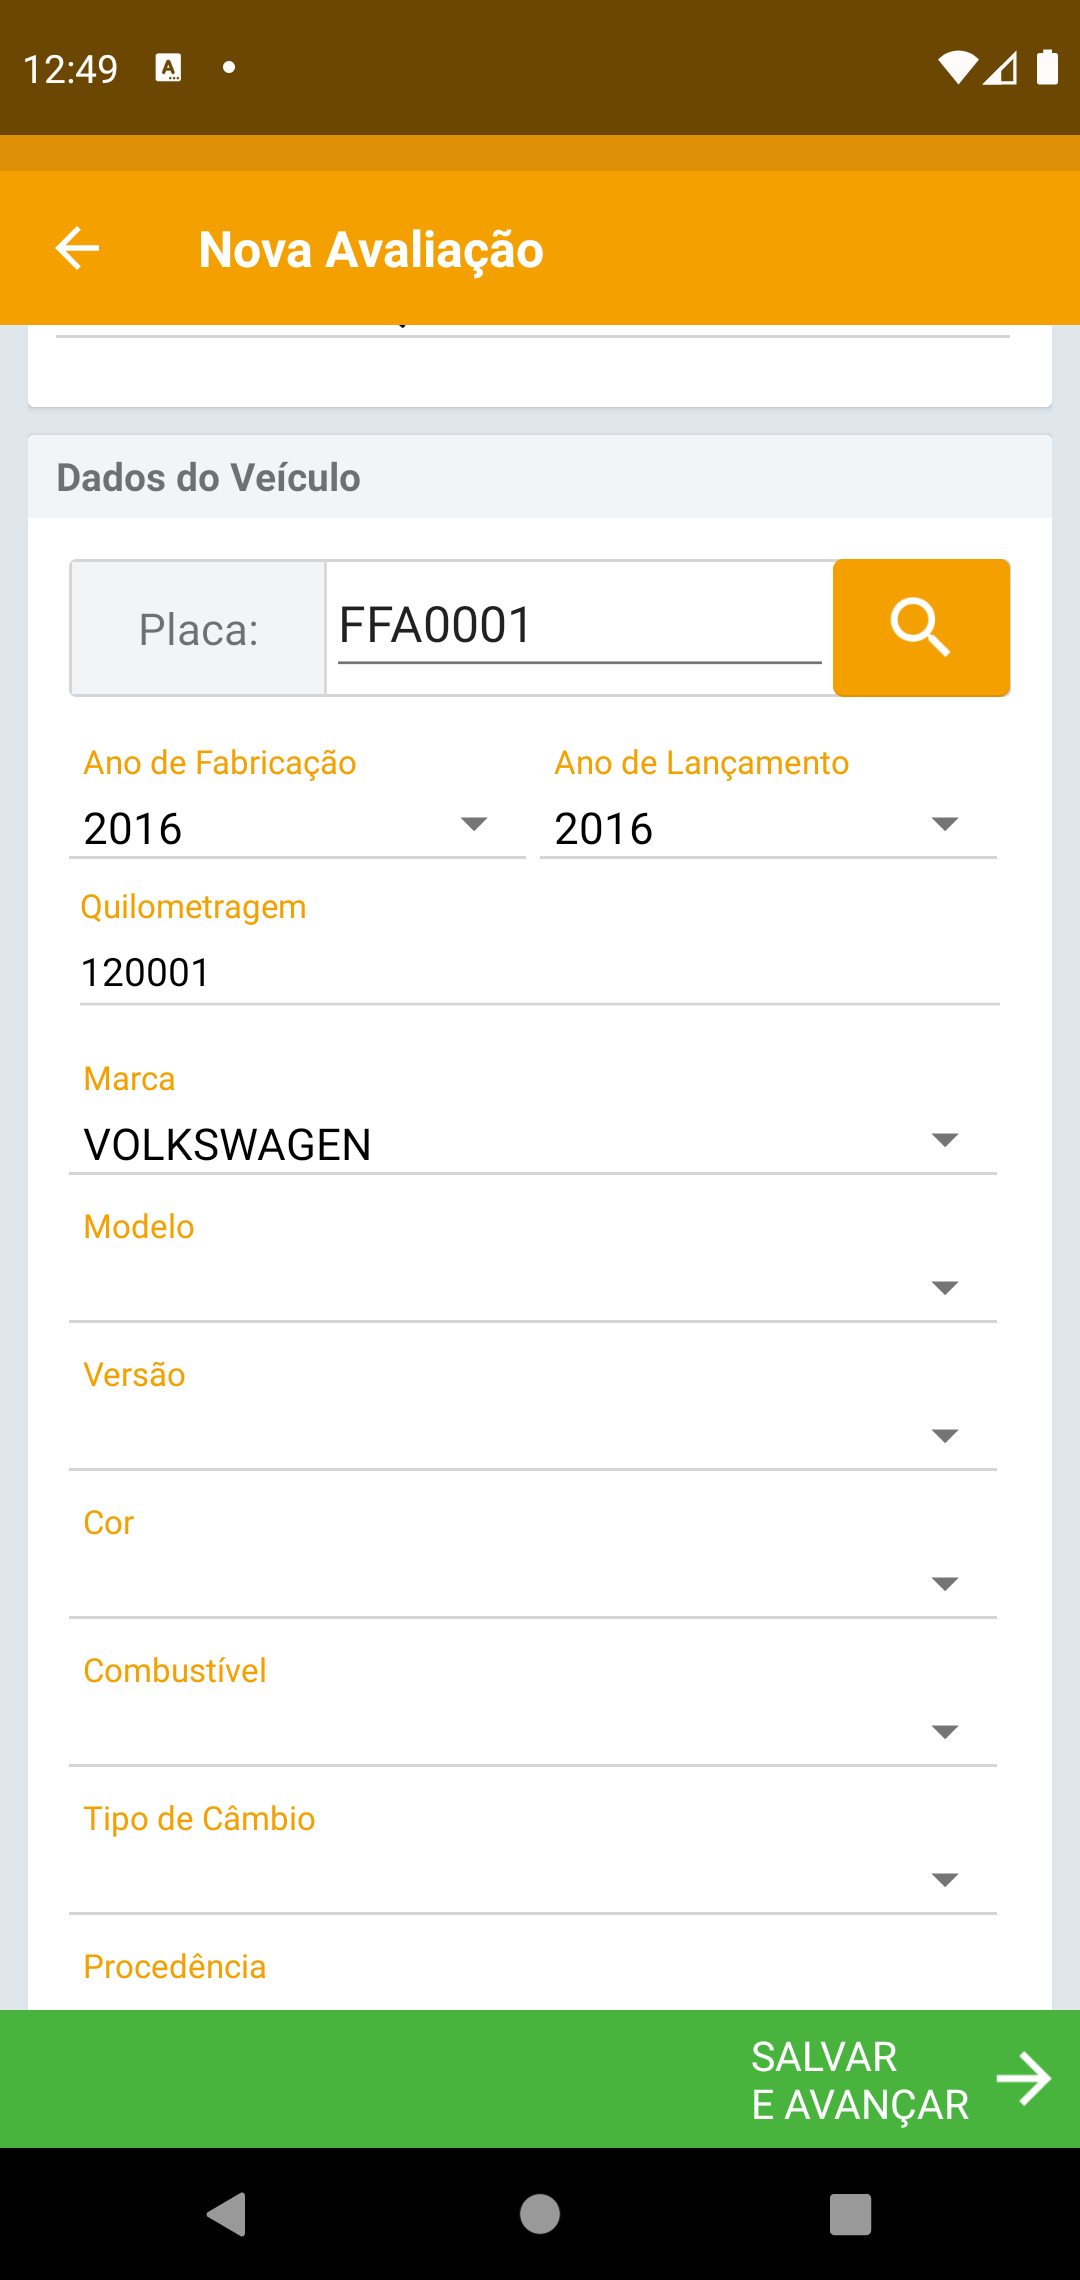 12:49
Nova Avaliação
Dados do Veículo
Placa: FFA0001
Ano de Fabricação Ano de Lançamento
2016 2016
Quilometragem
120001
Marca
VOLKSWAGEN
Modelo
Versão
Cor
Combustível
Tipo de Câmbio
Procedência
SALVAR
E AVANÇAR